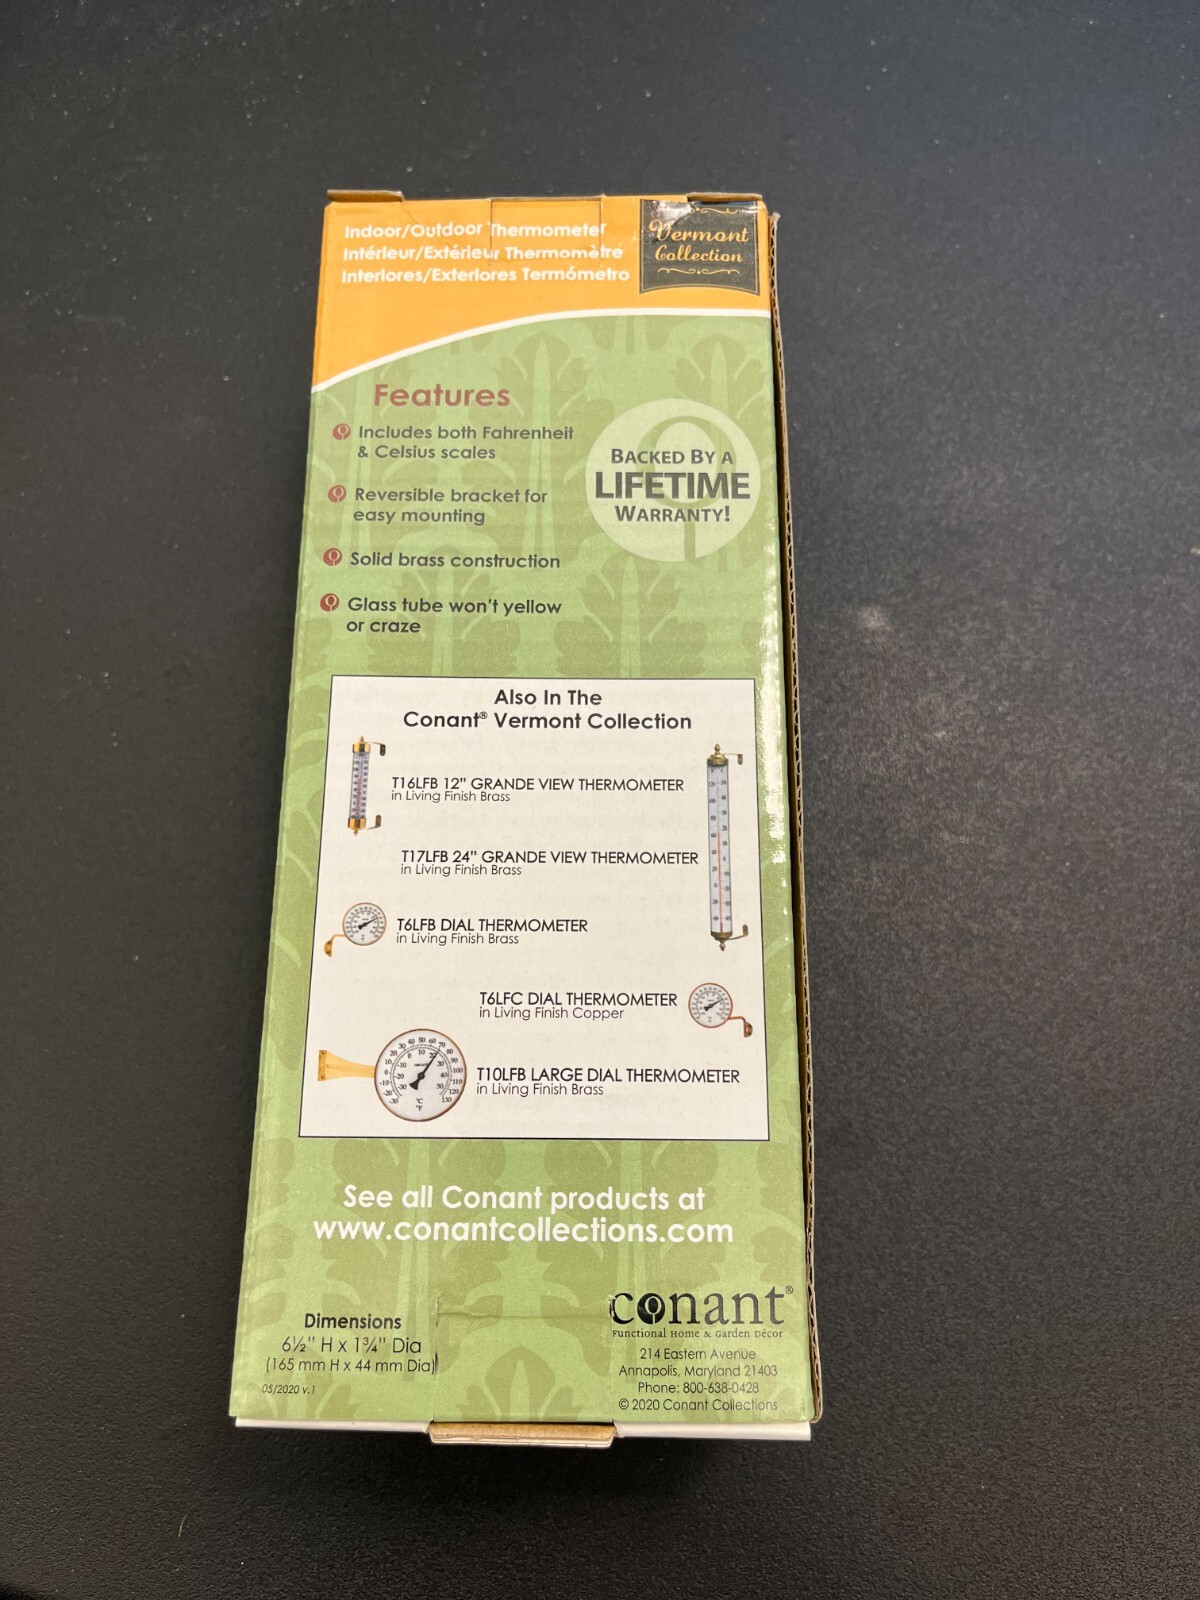 Indoor/Outdoor Thermometer
Intérieur/Extérieur Thermomètre
Interiores/Exteriores Termómetro
Vermont
Collection
Features
Includes both Fahrenheit
& Celsius scales
Reversible bracket for
easy mounting
Solid brass construction
Glass tube won't yellow
or craze
BACKED BY A
LIFETIME
WARRANTY!
Also In The
Conant® Vermont Collection
T16LFB 12" GRANDE VIEW THERMOMETER
in Living Finish Brass
T17LFB 24" GRANDE VIEW THERMOMETER
in Living Finish Brass
T6LFB DIAL THERMOMETER
in Living Finish Brass
T6LFC DIAL THERMOMETER
in Living Finish Copper
T10LFB LARGE DIAL THERMOMETER
in Living Finish Brass
See all Conant products at
www.conantcollections.com
Dimensions
6½" H x 1¾" Dia
(165 mm H x 44 mm Dia)
05/2020 v.1
conant®
Functional Home & Garden Décor
214 Eastern Avenue
Annapolis, Maryland 21403
Phone: 800-638-0428
© 2020 Conant Collections